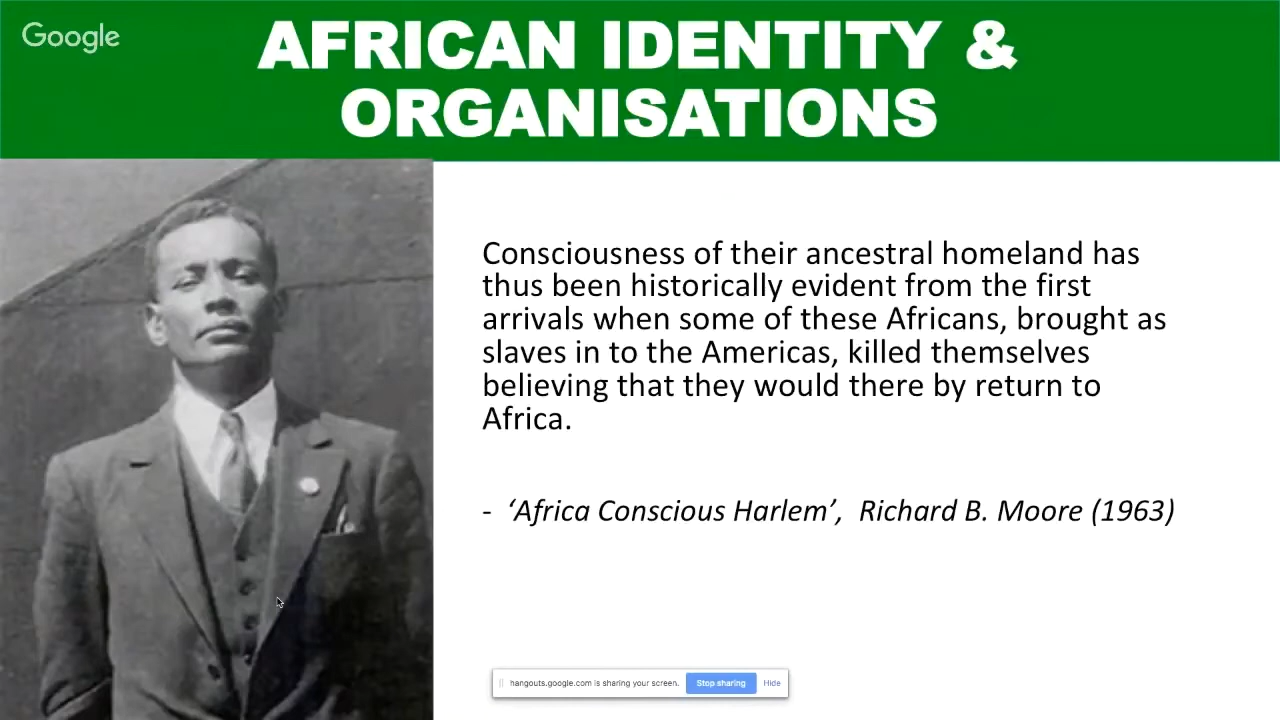 Google
AFRICAN IDENTITY &
ORGANISATIONS
Consciousness of their ancestral homeland has
thus been historically evident from the first
arrivals when some of these Africans, brought as
slaves in to the Americas, killed themselves
believing that they would there by return to
Africa.
- ‘Africa Conscious Harlem’,  Richard B. Moore (1963)
hangouts.google.com is sharing your screen. Stop sharing Hide